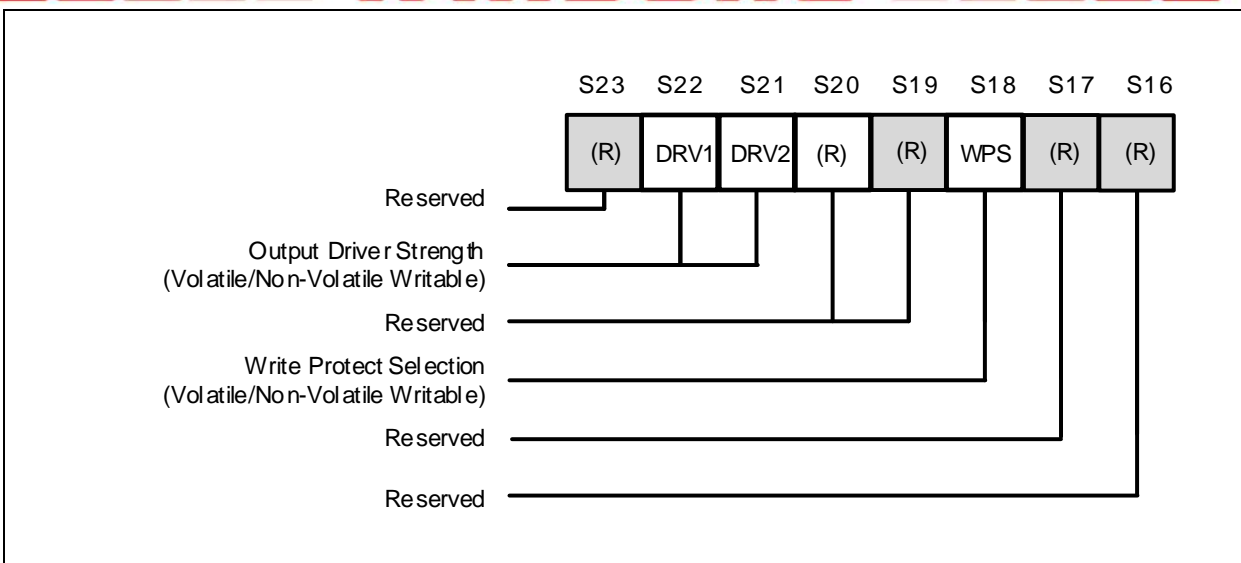 S23 S22 S21 S20 S19 S18 S17 S16
(R) DRV1 DRV2 (R) (R) WPS (R) (R)
Reserved
Output Driver Strength
(Volatile/Non-Volatile Writable)
Reserved
Write Protect Selection
(Volatile/Non-Volatile Writable)
Reserved
Reserved